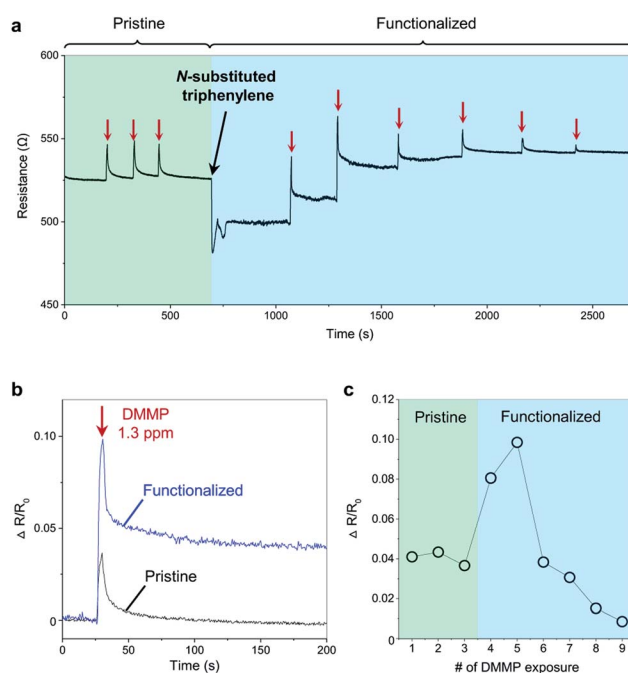 Pristine
Functionalized
a
600
550
500
450
Resistance (Ω)
N-substituted
triphenylene
0
500
1000
1500
2000
2500
Time (s)
b
DMMP
1.3 ppm
0.10
0.05
0
Δ R/R0
Functionalized
Pristine
0
50
100
150
200
Time (s)
c
Pristine
Functionalized
0.12
0.10
0.08
0.06
0.04
0.02
0.00
Δ R/R0
1 2 3 4 5 6 7 8 9
# of DMMP exposure